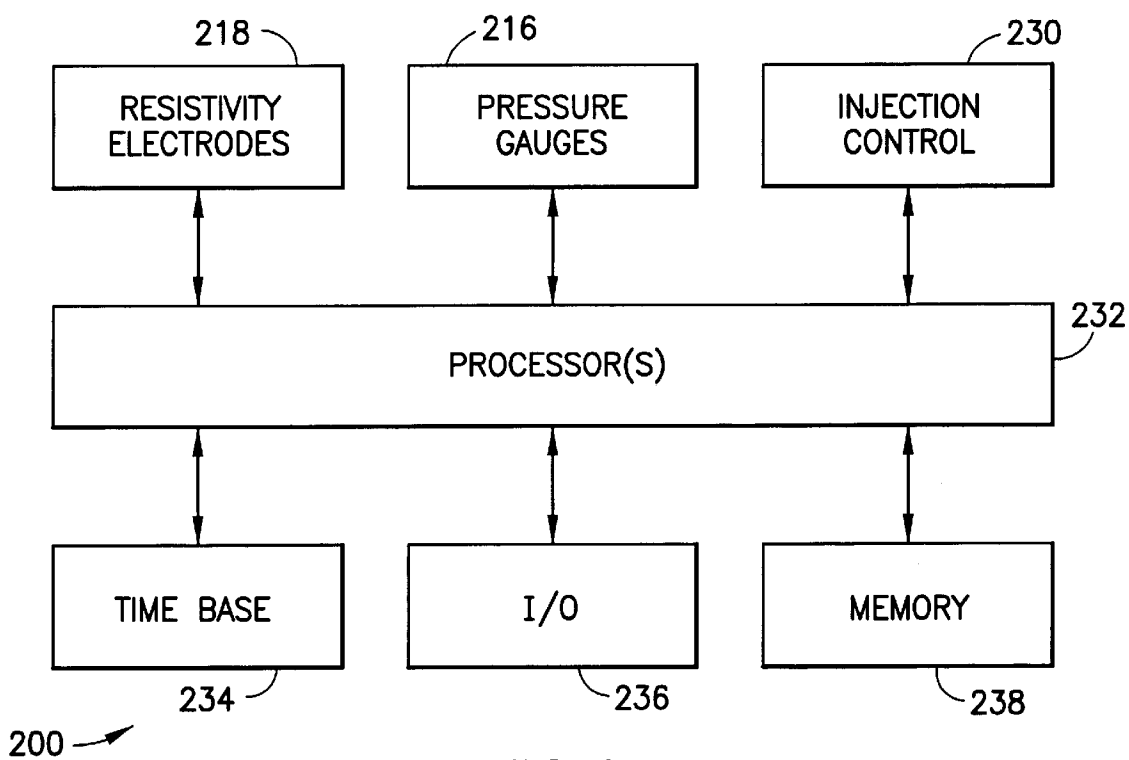 218
216
230
RESISTIVITY
ELECTRODES
PRESSURE
GAUGES
INJECTION
CONTROL
232
PROCESSOR(S)
TIME BASE
I/O
MEMORY
234
236
238
200